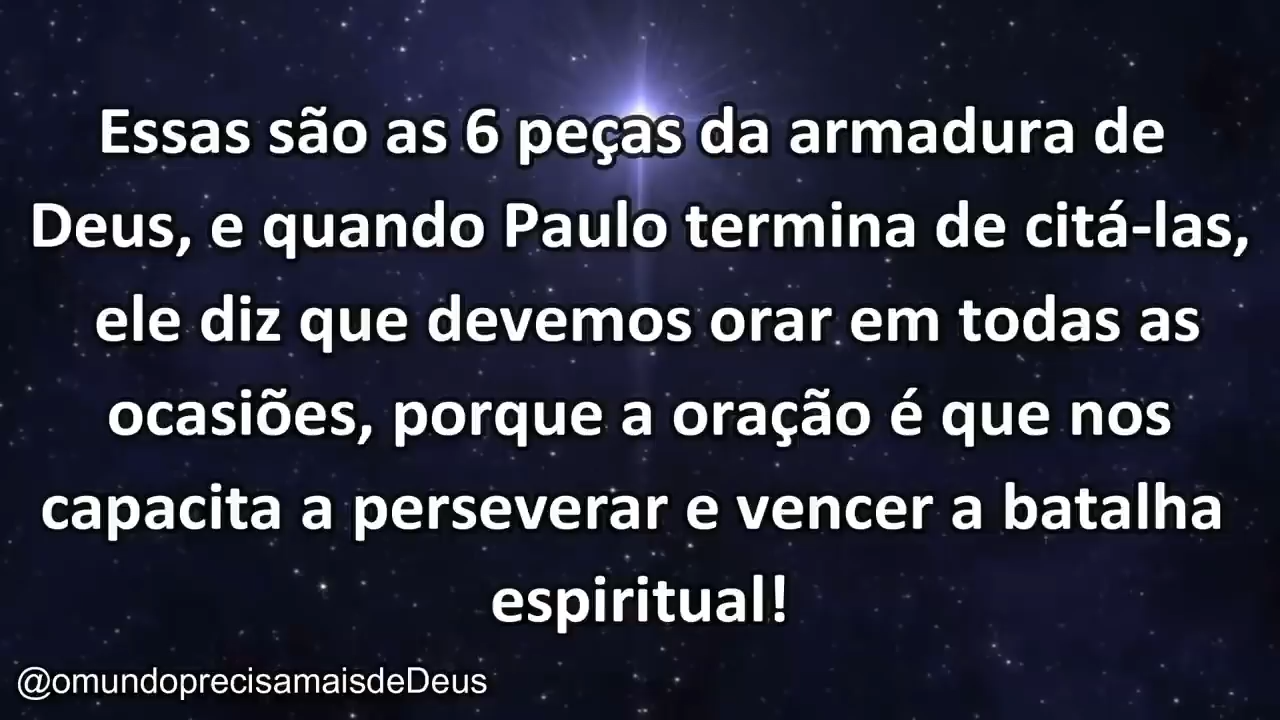 Essas são as 6 peças da armadura de
Deus, e quando Paulo termina de citá-las,
ele diz que devemos orar em todas as
ocasiões, porque a oração é que nos
capacita a perseverar e vencer a batalha
espiritual!
@omundoprecisamaisdeDeus